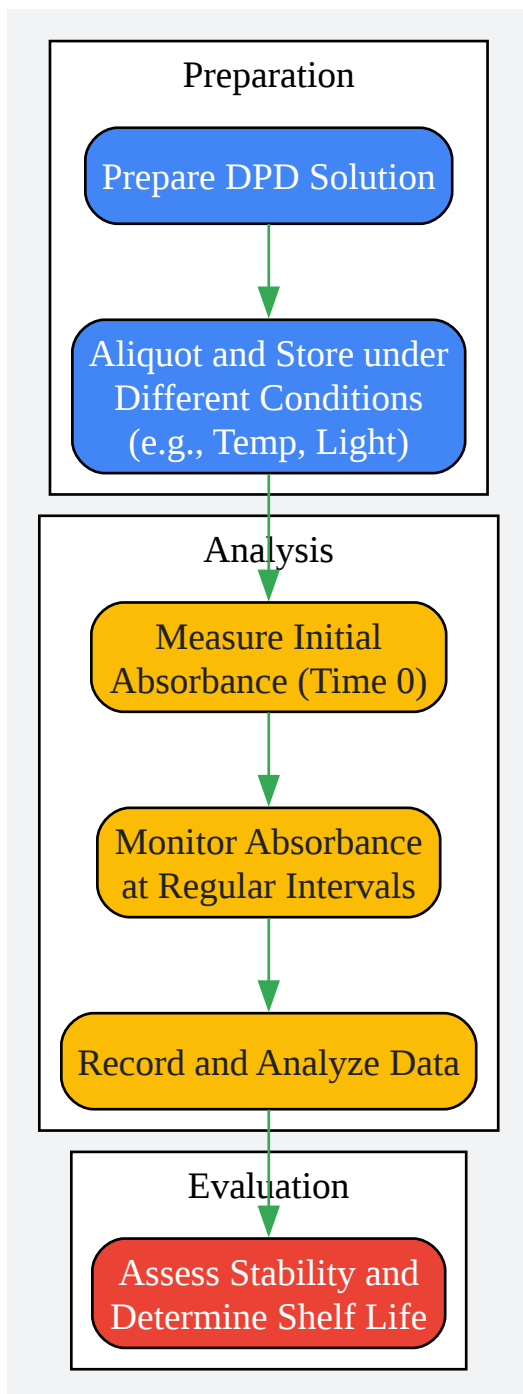 Preparation
Prepare DPD Solution
Aliquot and Store under
Different Conditions
(e.g., Temp, Light)
Analysis
Measure Initial
Absorbance (Time 0)
Monitor Absorbance
at Regular Intervals
Record and Analyze Data
Evaluation
Assess Stability and
Determine Shelf Life